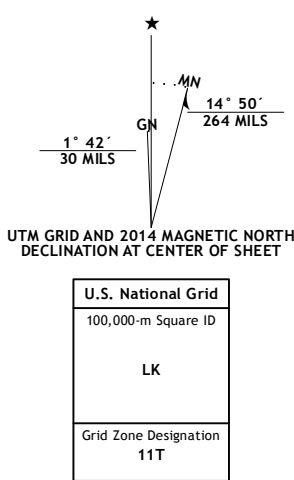 ★
MN
GN
14° 50´
264 MILS
1° 42´
30 MILS
UTM GRID AND 2014 MAGNETIC NORTH
DECLINATION AT CENTER OF SHEET
U.S. National Grid
100,000-m Square ID
LK
Grid Zone Designation
11T